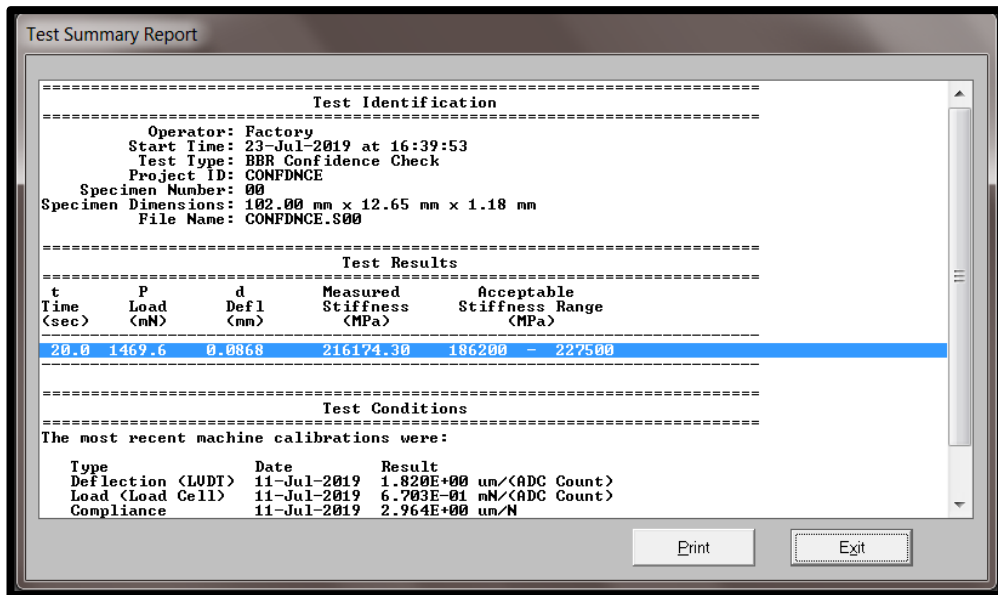 Test Summary Report
================================================================================
Test Identification
================================================================================
Operator: Factory
Start Time: 23-Jul-2019 at 16:39:53
Test Type: BBR Confidence Check
Project ID: CONFDNCE
Specimen Number: 00
Specimen Dimensions: 102.00 mm x 12.65 mm x 1.18 mm
File Name: CONFDNCE.S00
================================================================================
Test Results
================================================================================
t P d Measured Acceptable
Time Load Defl Stiffness Stiffness Range
(sec) (mN) (mm) (MPa) (MPa)
--------------------------------------------------------------------------------
20.0 1469.6 0.0868 216174.30 186200 - 227500
--------------------------------------------------------------------------------
================================================================================
Test Conditions
================================================================================
The most recent machine calibrations were:
Type Date Result
Deflection (LVDT) 11-Jul-2019 1.820E+00 um/(ADC Count)
Load (Load Cell) 11-Jul-2019 6.703E-01 mN/(ADC Count)
Compliance 11-Jul-2019 2.964E+00 um/N
Print Exit